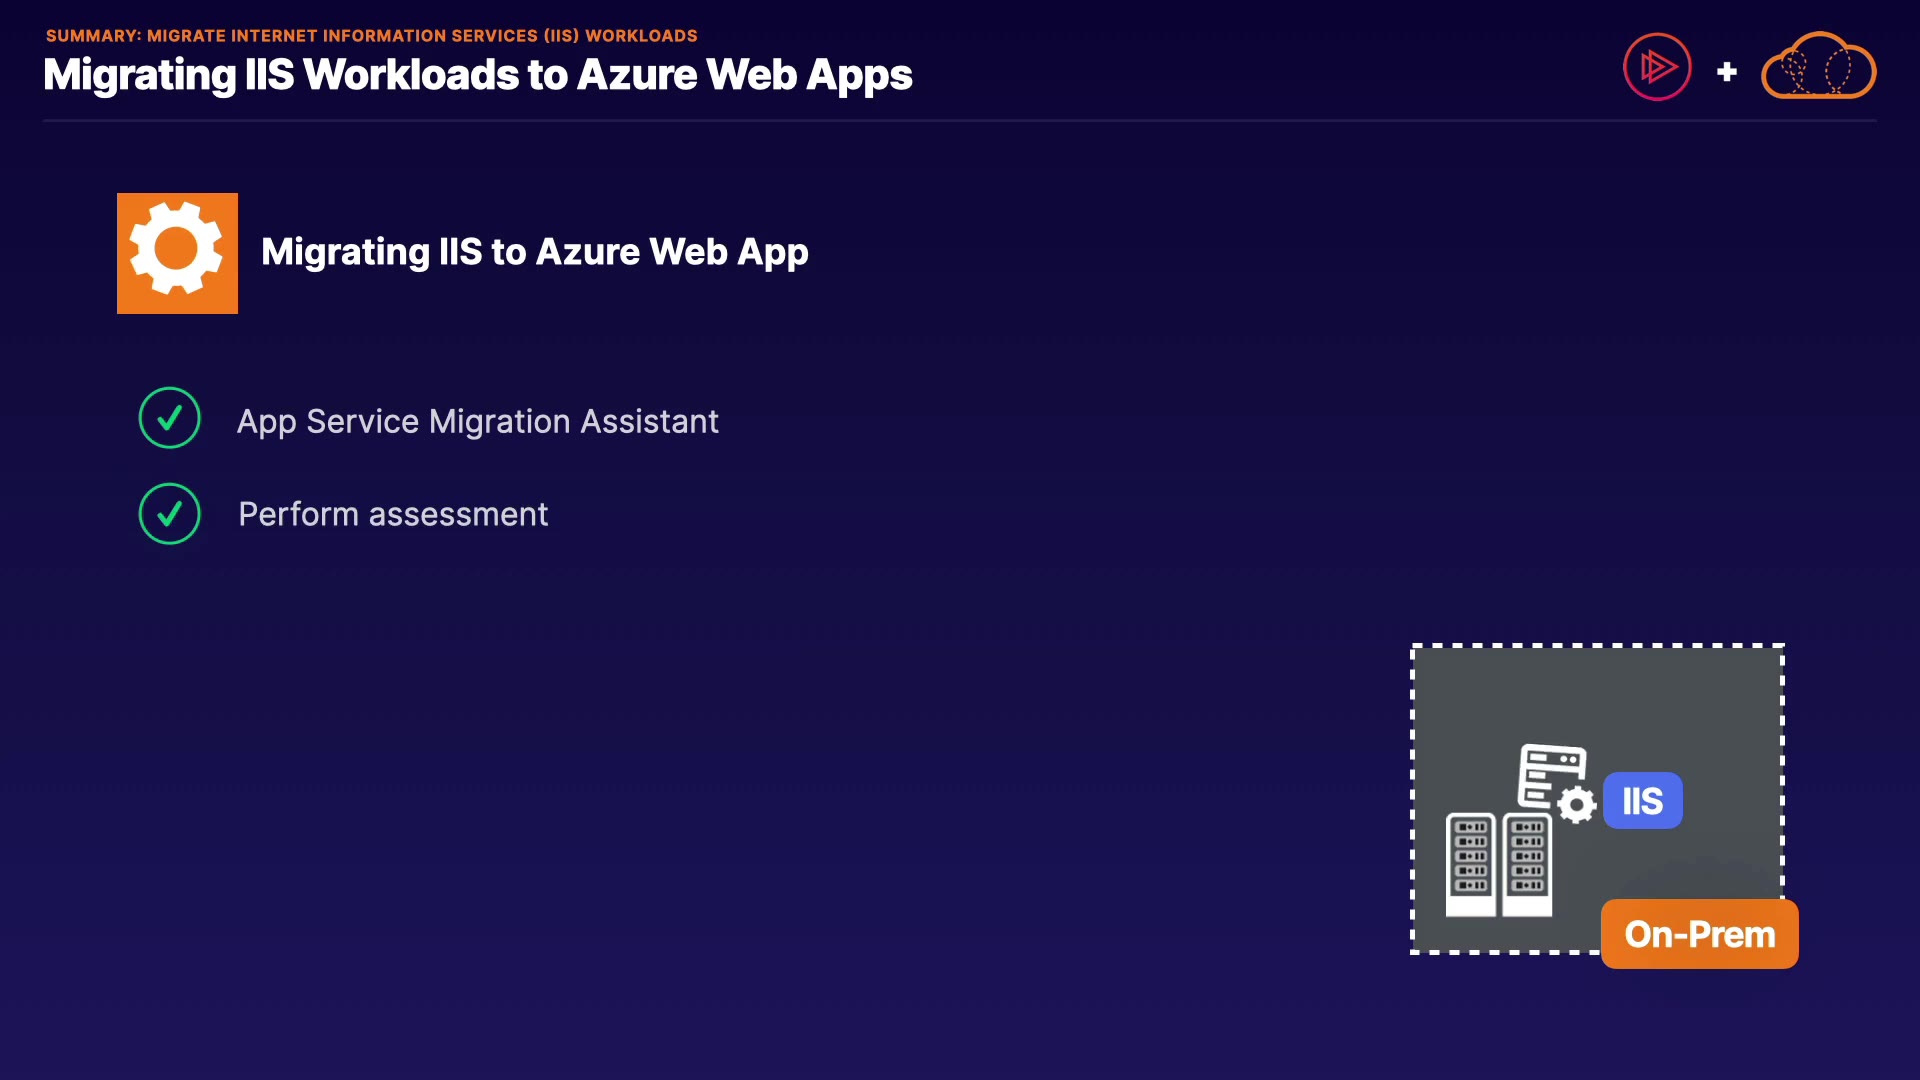 SUMMARY: MIGRATE INTERNET INFORMATION SERVICES (IIS) WORKLOADS
Migrating IIS Workloads to Azure Web Apps
Migrating IIS to Azure Web App
App Service Migration Assistant
Perform assessment
IIS
On-Prem